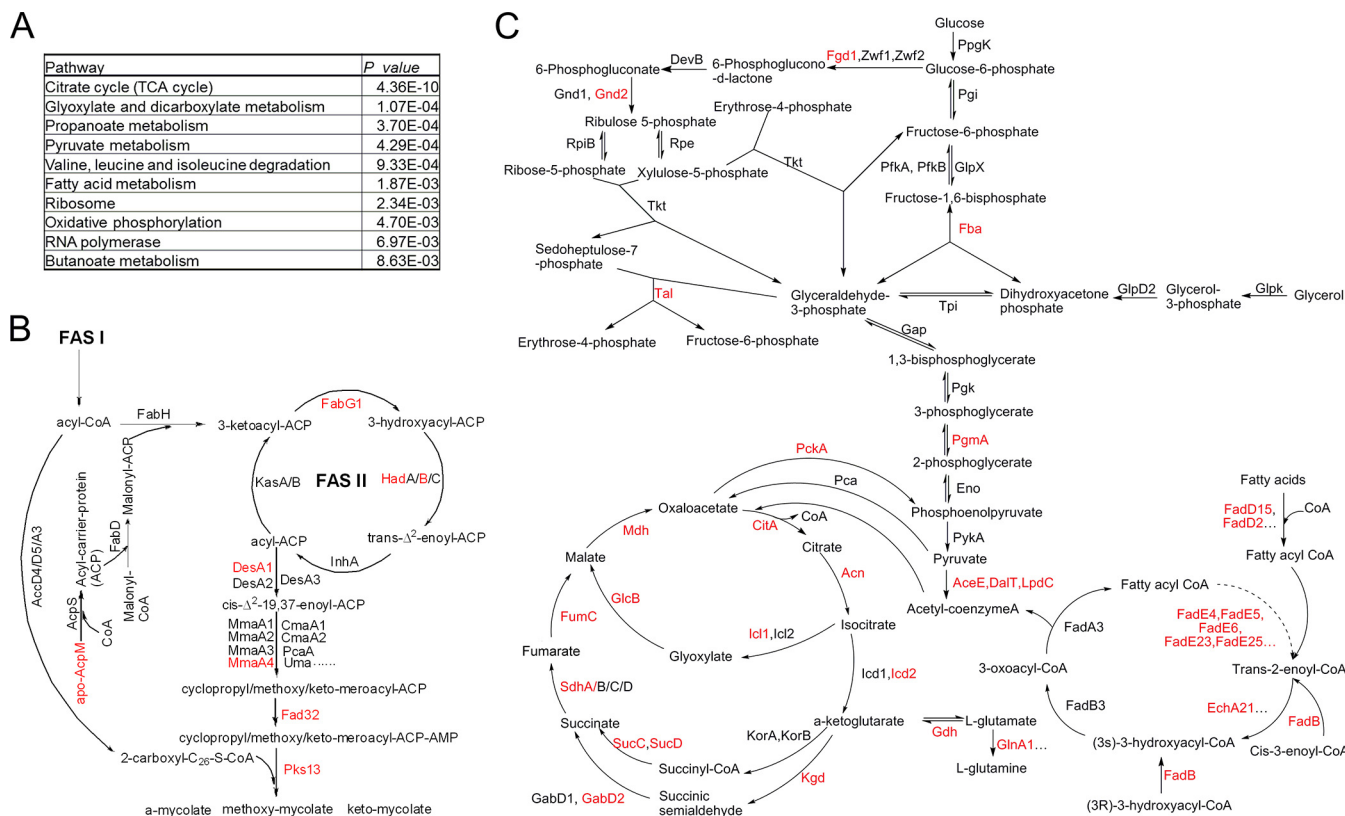 A
Pathway P_value
Citrate cycle (TCA cycle) 4.36E-10
Glyoxylate and dicarboxylate metabolism 1.07E-04
Propanoate metabolism 3.70E-04
Pyruvate metabolism 4.29E-04
Valine, leucine and isoleucine degradation 9.33E-04
Fatty acid metabolism 1.87E-03
Ribosome 2.34E-03
Oxidative phosphorylation 4.70E-03
RNA polymerase 6.97E-03
Butanoate metabolism 8.63E-03
B
FAS I
acyl-CoA
FabH
3-ketoacyl-ACP
FabG1
3-hydroxyacyl-ACP
KasA/B
FAS II
HadA/B/C
acyl-ACP
InhA
trans-Δ²-enoyl-ACP
AccD4/D5/A3
apo-AcpM
AcpS
CoA
Acyl-carrier-protein
(ACP)
FabD
Malonyl-
CoA
Malonyl-ACP
DesA1
DesA2
DesA3
cis-Δ²-19,37-enoyl-ACP
MmaA1 CmaA1
MmaA2 CmaA2
MmaA3 PcaA
MmaA4 Uma......
cyclopropyl/methoxy/keto-meroacyl-ACP
Fad32
cyclopropyl/methoxy/keto-meroacyl-ACP-AMP
2-carboxyl-C₂₆-S-CoA
Pks13
a-mycolate methoxy-mycolate keto-mycolate
C
Glucose
PpgK
Glucose-6-phosphate
Fgd1,Zwf1, Zwf2
6-Phosphoglucono
-d-lactone
DevB
6-Phosphogluconate
Gnd1, Gnd2
Ribulose 5-phosphate
RpiB
Rpe
Ribose-5-phosphate
Xylulose-5-phosphate
Erythrose-4-phosphate
Tkt
Tkt
Pgi
Fructose-6-phosphate
PfkA, PfkB
GlpX
Fructose-1,6-bisphosphate
Fba
Sedoheptulose-7
-phosphate
Tal
Erythrose-4-phosphate
Fructose-6-phosphate
Glyceraldehyde-
3-phosphate
Tpi
Dihydroxyacetone
phosphate
GlpD2
Glycerol-
3-phosphate
Glpk
Glycerol
Gap
1,3-bisphosphoglycerate
Pgk
3-phosphoglycerate
PgmA
2-phosphoglycerate
Eno
Phosphoenolpyruvate
PykA
Pyruvate
AceE,DalT,LpdC
Acetyl-coenzymeA
PckA
Pca
Oxaloacetate
CitA
CoA
Citrate
Acn
Isocitrate
Icl1,Icl2
Glyoxylate
GlcB
Mdh
Malate
FumC
Fumarate
SdhA/B/C/D
Succinate
SucC,SucD
Succinyl-CoA
KorA,KorB
Icd1,Icd2
a-ketoglutarate
Kgd
Succinic
semialdehyde
GabD1, GabD2
Gdh
L-glutamate
GlnA1...
L-glutamine
Fatty acids
FadD15,
FadD2...
CoA
Fatty acyl CoA
Fatty acyl CoA
FadE4,FadE5,
FadE6,
FadE23,FadE25...
Trans-2-enoyl-CoA
FadA3
3-oxoacyl-CoA
FadB3
EchA21...
FadB
Cis-3-enoyl-CoA
(3s)-3-hydroxyacyl-CoA
FadB
(3R)-3-hydroxyacyl-CoA